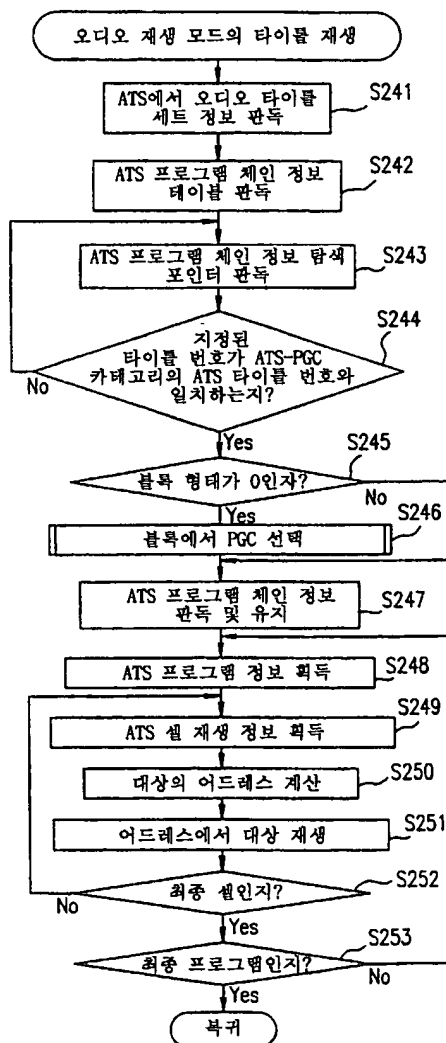 오디오 재생 모드의 타이틀 재생
ATS에서 오디오 타이틀
세트 정보 판독
S241
ATS 프로그램 체인 정보
테이블 판독
S242
ATS 프로그램 체인 정보 탐색
포인터 판독
S243
지정된
타이틀 번호가 ATS-PGC
카테고리의 ATS 타이틀 번호와
일치하는지?
S244
No
Yes
블록 형태가 0인자?
S245
No
Yes
블록에서 PGC 선택
S246
ATS 프로그램 체인 정보
판독 및 유지
S247
ATS 프로그램 정보 획득
S248
ATS 셀 재생 정보 획득
S249
대상의 어드레스 계산
S250
어드레스에서 대상 재생
S251
최종 셀인지?
S252
No
Yes
최종 프로그램인지?
S253
No
Yes
복귀